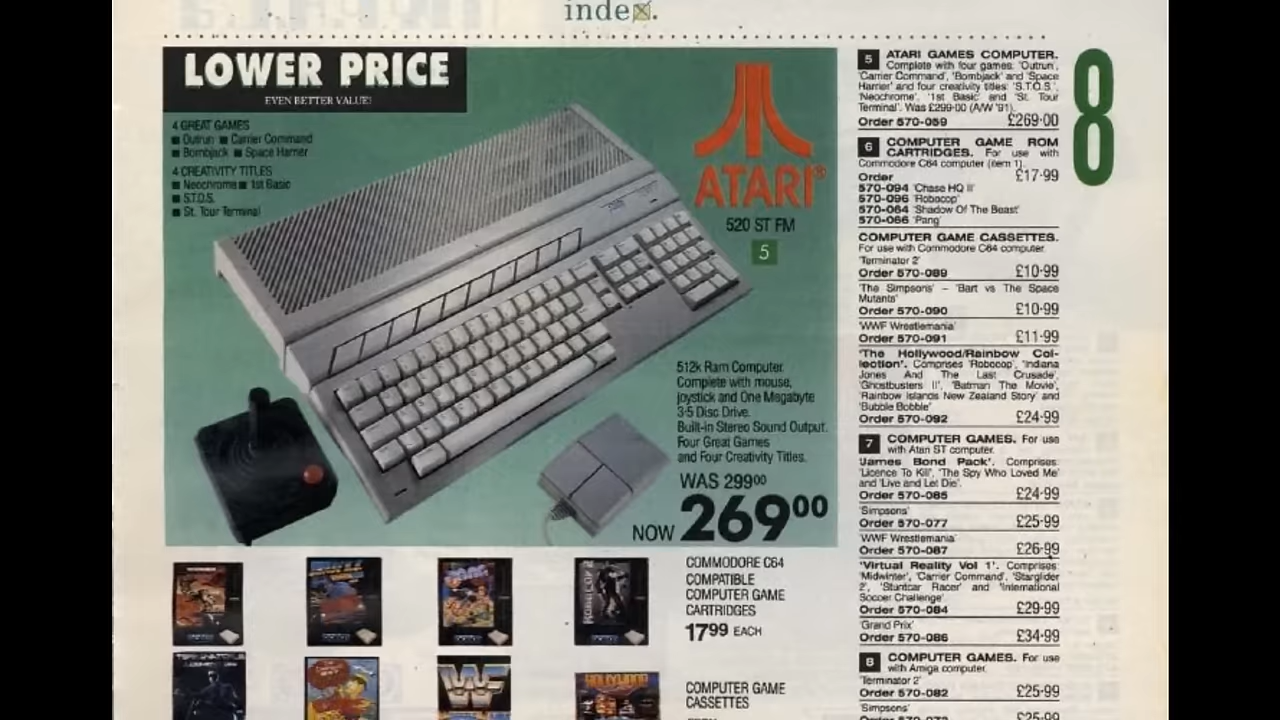 index.
LOWER PRICE
EVEN BETTER VALUE!
4 GREAT GAMES
■ Outrun ■ Carrier Command
■ Bombjack ■ Space Harrier
4 CREATIVITY TITLES
■ Neochrome ■ 1st Basic
■ S.T.O.S.
■ St. Tour Terminal
ATARI®
520 ST FM
5
512k Ram Computer.
Complete with mouse,
joystick and One Megabyte
3·5 Disc Drive.
Built-in Stereo Sound Output.
Four Great Games
and Four Creativity Titles.
WAS 299⁰⁰
NOW 269⁰⁰
COMMODORE C64
COMPATIBLE
COMPUTER GAME
CARTRIDGES
17⁹⁹ EACH
COMPUTER GAME
CASSETTES
5 ATARI GAMES COMPUTER.
Complete with four games: 'Outrun',
'Carrier Command', 'Bombjack' and 'Space
Harrier' and four creativity titles: 'S.T.O.S.',
'Neochrome', '1st Basic' and 'St. Tour
Terminal'. Was £299·00 (A/W '91).
Order 570-059 £269·00
6 COMPUTER GAME ROM
CARTRIDGES. For use with
Commodore C64 computer (item 1).
Order £17·99
570-094 'Chase HQ II'
570-096 'Robocop'
570-064 'Shadow Of The Beast'
570-066 'Pang'
COMPUTER GAME CASSETTES.
For use with Commodore C64 computer.
'Terminator 2'
Order 570-089 £10·99
'The Simpsons' – 'Bart vs The Space
Mutants'
Order 570-090 £10·99
'WWF Wrestlemania'
Order 570-091 £11·99
'The Hollywood/Rainbow Col-
lection'. Comprises 'Robocop', 'Indiana
Jones And The Last Crusade',
'Ghostbusters II', 'Batman The Movie',
'Rainbow Islands New Zealand Story' and
'Bubble Bobble'
Order 570-092 £24·99
7 COMPUTER GAMES. For use
with Atari ST computer.
'James Bond Pack'. Comprises:
'Licence To Kill', 'The Spy Who Loved Me'
and 'Live and Let Die'.
Order 570-085 £24·99
'Simpsons'
Order 570-077 £25·99
'WWF Wrestlemania'
Order 570-087 £26·99
'Virtual Reality Vol 1'. Comprises:
'Midwinter', 'Carrier Command', 'Starglider
2', 'Stuntcar Racer' and 'International
Soccer Challenge'.
Order 570-084 £29·99
'Grand Prix'
Order 570-086 £34·99
8 COMPUTER GAMES. For use
with Amiga computer.
'Terminator 2'
Order 570-082 £25·99
'Simpsons'
8
ROBOCOP 2
TERMINATOR 2
WF
HOLLYWOOD